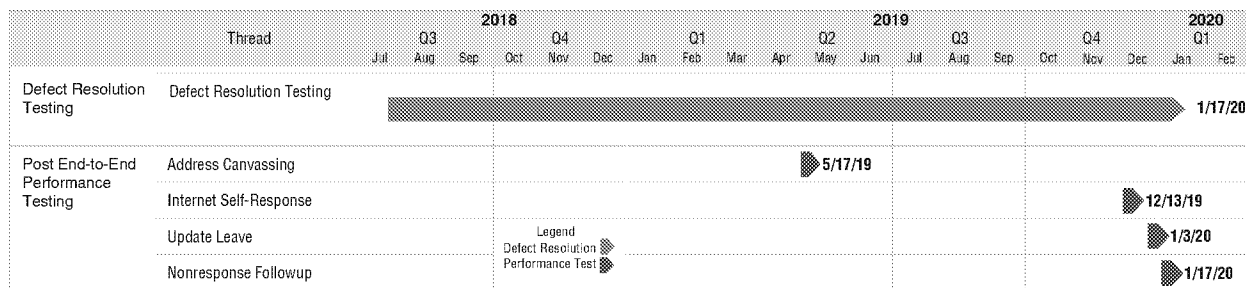 2018 2019 2020
Thread Q3 Q4 Q1 Q2 Q3 Q4 Q1
Jul Aug Sep Oct Nov Dec Jan Feb Mar Apr May Jun Jul Aug Sep Oct Nov Dec Jan Feb
Defect Resolution Testing Defect Resolution Testing
1/17/20
Post End-to-End Performance Testing Address Canvassing 5/17/19
Internet Self-Response 12/13/19
Update Leave 1/3/20
Nonresponse Followup 1/17/20
Legend
Defect Resolution
Performance Test